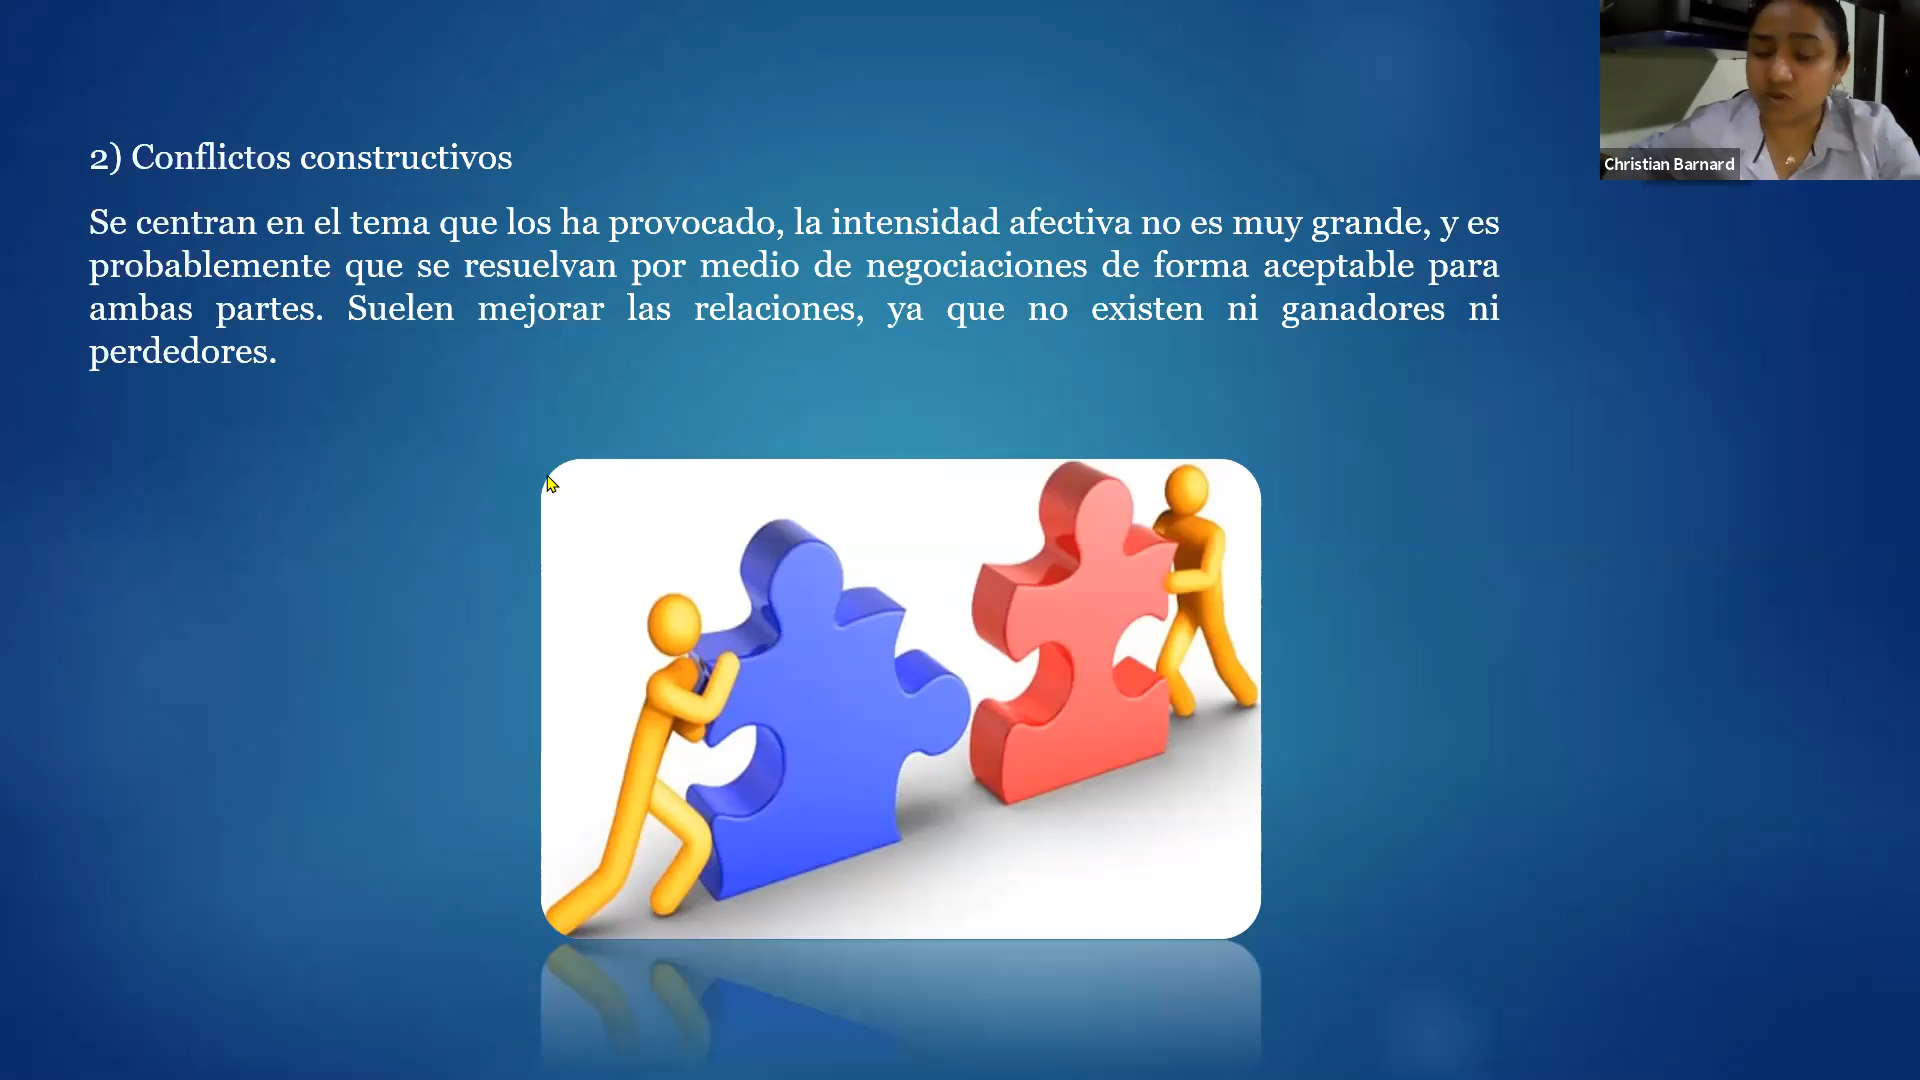 2) Conflictos constructivos
Se centran en el tema que los ha provocado, la intensidad afectiva no es muy grande, y es
probablemente que se resuelvan por medio de negociaciones de forma aceptable para
ambas partes. Suelen mejorar las relaciones, ya que no existen ni ganadores ni
perdedores.
Christian Barnard